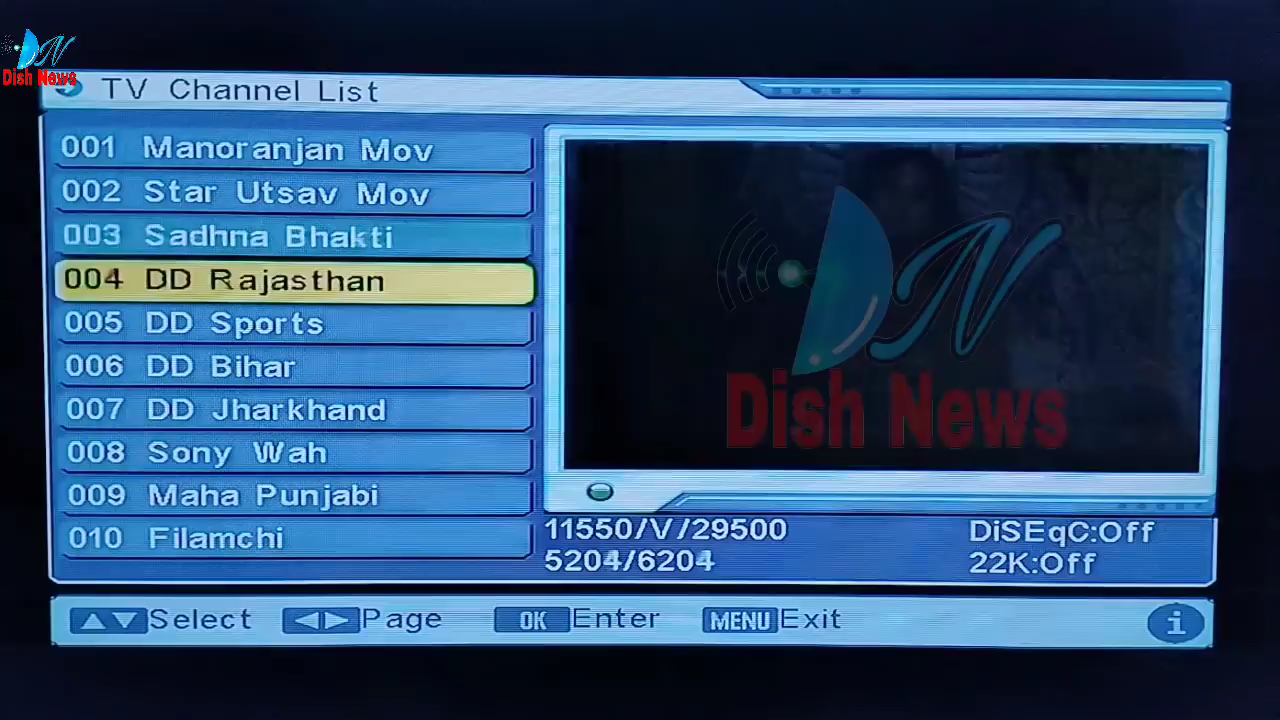 DN
Dish News
TV Channel List
001 Manoranjan Mov
002 Star Utsav Mov
003 Sadhna Bhakti
004 DD Rajasthan
005 DD Sports
006 DD Bihar
007 DD Jharkhand
008 Sony Wah
009 Maha Punjabi
010 Filamchi
DN
Dish News
11550/V/29500
DiSEqC:Off
5204/6204
22K:Off
Select
Page
OK Enter
MENU Exit
i